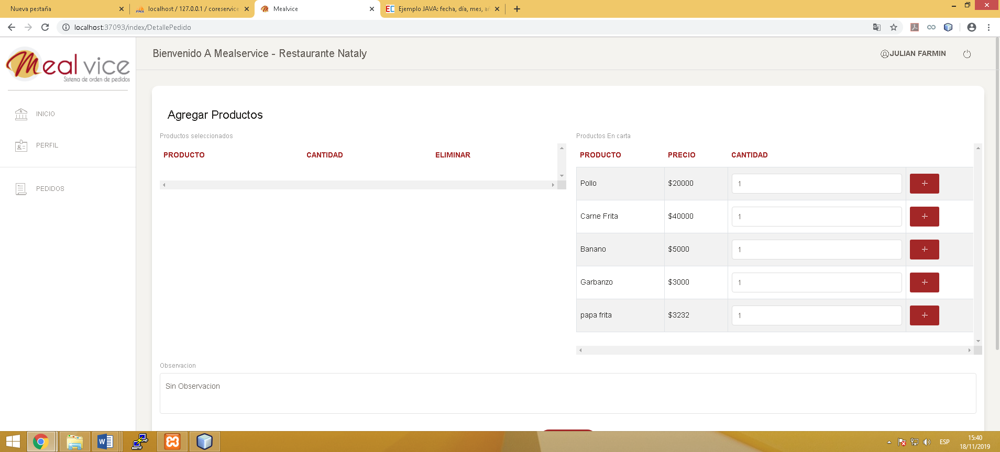 Nueva pestaña
localhost / 127.0.0.1 / coreservice
Mealvice
Ejemplo JAVA: fecha, día, mes, añ
localhost:37093/index/DetallePedido
Mealvice
Sistema de orden de pedidos
Bienvenido A Mealservice - Restaurante Nataly
JULIAN FARMIN
INICIO
PERFIL
PEDIDOS
Agregar Productos
Productos seleccionados
PRODUCTO CANTIDAD ELIMINAR
Productos En carta
PRODUCTO PRECIO CANTIDAD
Pollo $20000 1 +
Carne Frita $40000 1 +
Banano $5000 1 +
Garbanzo $3000 1 +
papa frita $3232 1 +
Observacion
Sin Observacion
ESP
15:40
18/11/2019